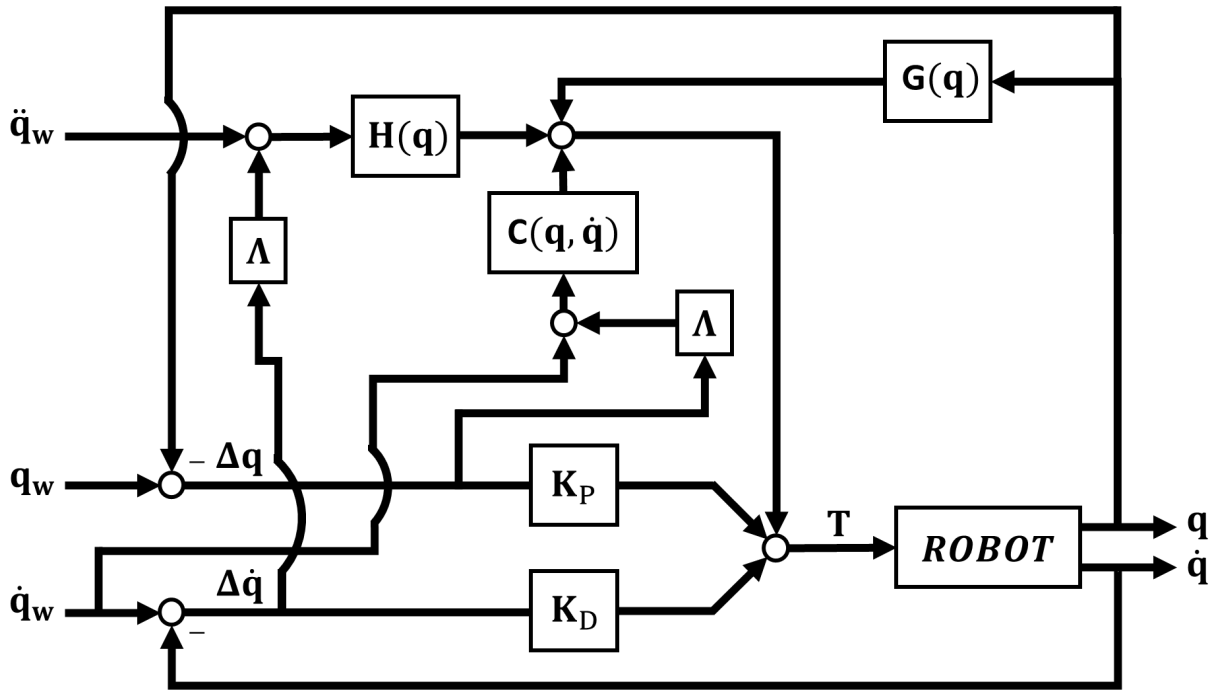 G(q)
q̈w
H(q)
C(q, q̇)
Λ
Λ
qw
− Δq
KP
T
ROBOT
q
q̇
Δq̇
q̇w
−
KD